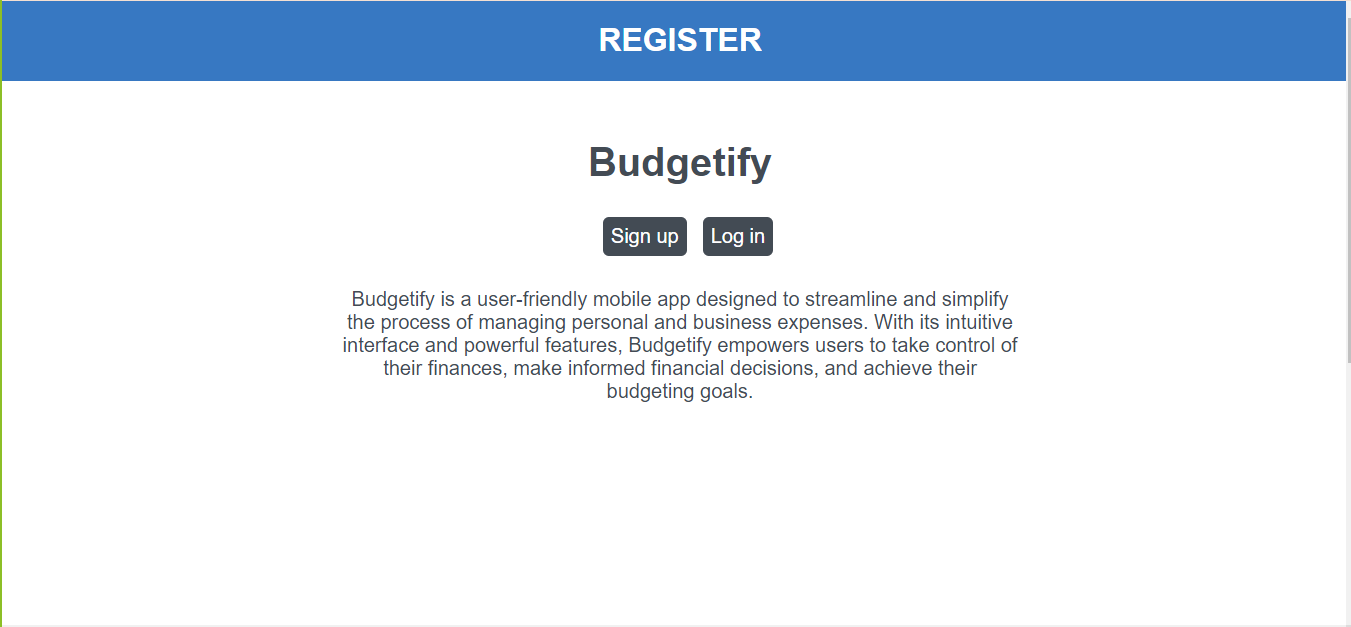 REGISTER
Budgetify
Sign up
Log in
Budgetify is a user-friendly mobile app designed to streamline and simplify
the process of managing personal and business expenses. With its intuitive
interface and powerful features, Budgetify empowers users to take control of
their finances, make informed financial decisions, and achieve their
budgeting goals.